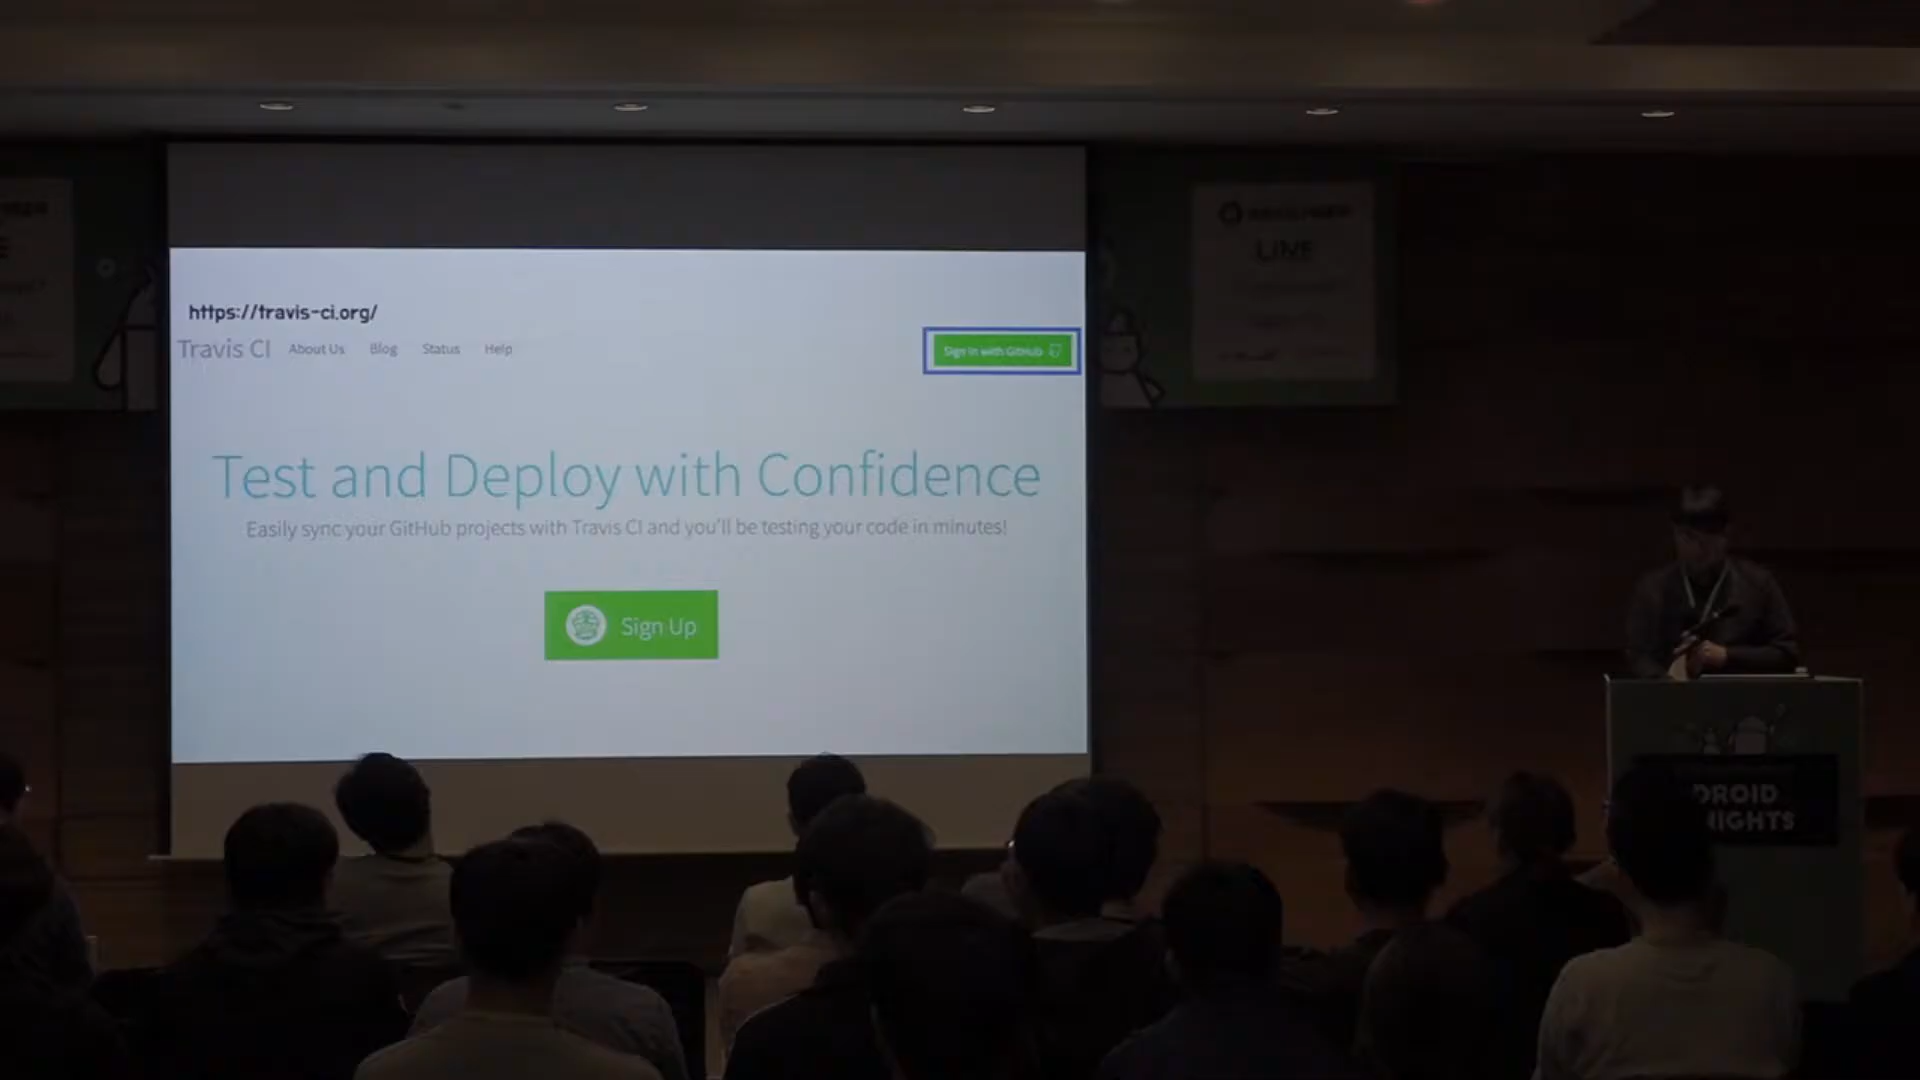 https://travis-ci.org/
Travis CI About Us Blog Status Help
Sign in with GitHub
Test and Deploy with Confidence
Easily sync your GitHub projects with Travis CI and you'll be testing your code in minutes!
Sign Up
LINE
DROID
NIGHTS